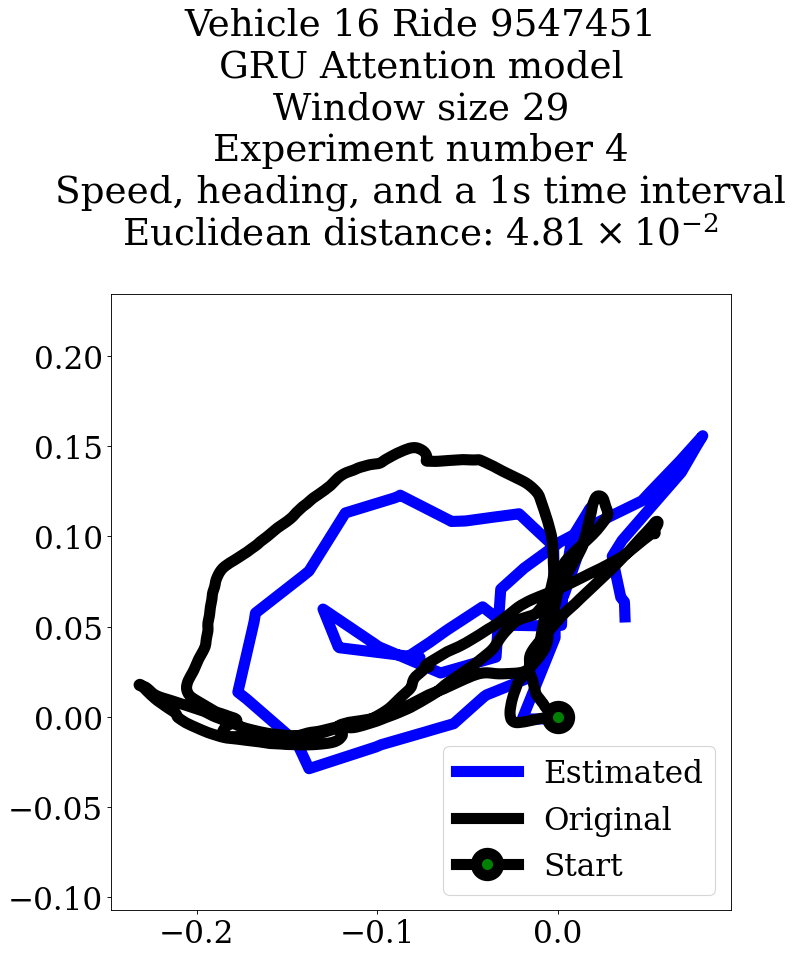 Vehicle 16 Ride 9547451
GRU Attention model
Window size 29
Experiment number 4
Speed, heading, and a 1s time interval
Euclidean distance: 4.81 × 10⁻²
0.20
0.15
0.10
0.05
0.00
−0.05
−0.10
−0.2
−0.1
0.0
Estimated
Original
Start